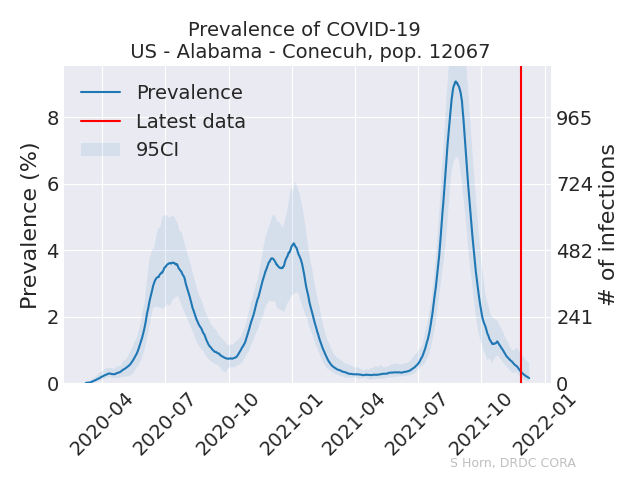 Prevalence of COVID-19
US - Alabama - Conecuh, pop. 12067
Prevalence
Latest data
95CI
Prevalence (%)
8
6
4
2
0
# of infections
965
724
482
241
0
2020-04
2020-07
2020-10
2021-01
2021-04
2021-07
2021-10
2022-01
S Horn, DRDC CORA